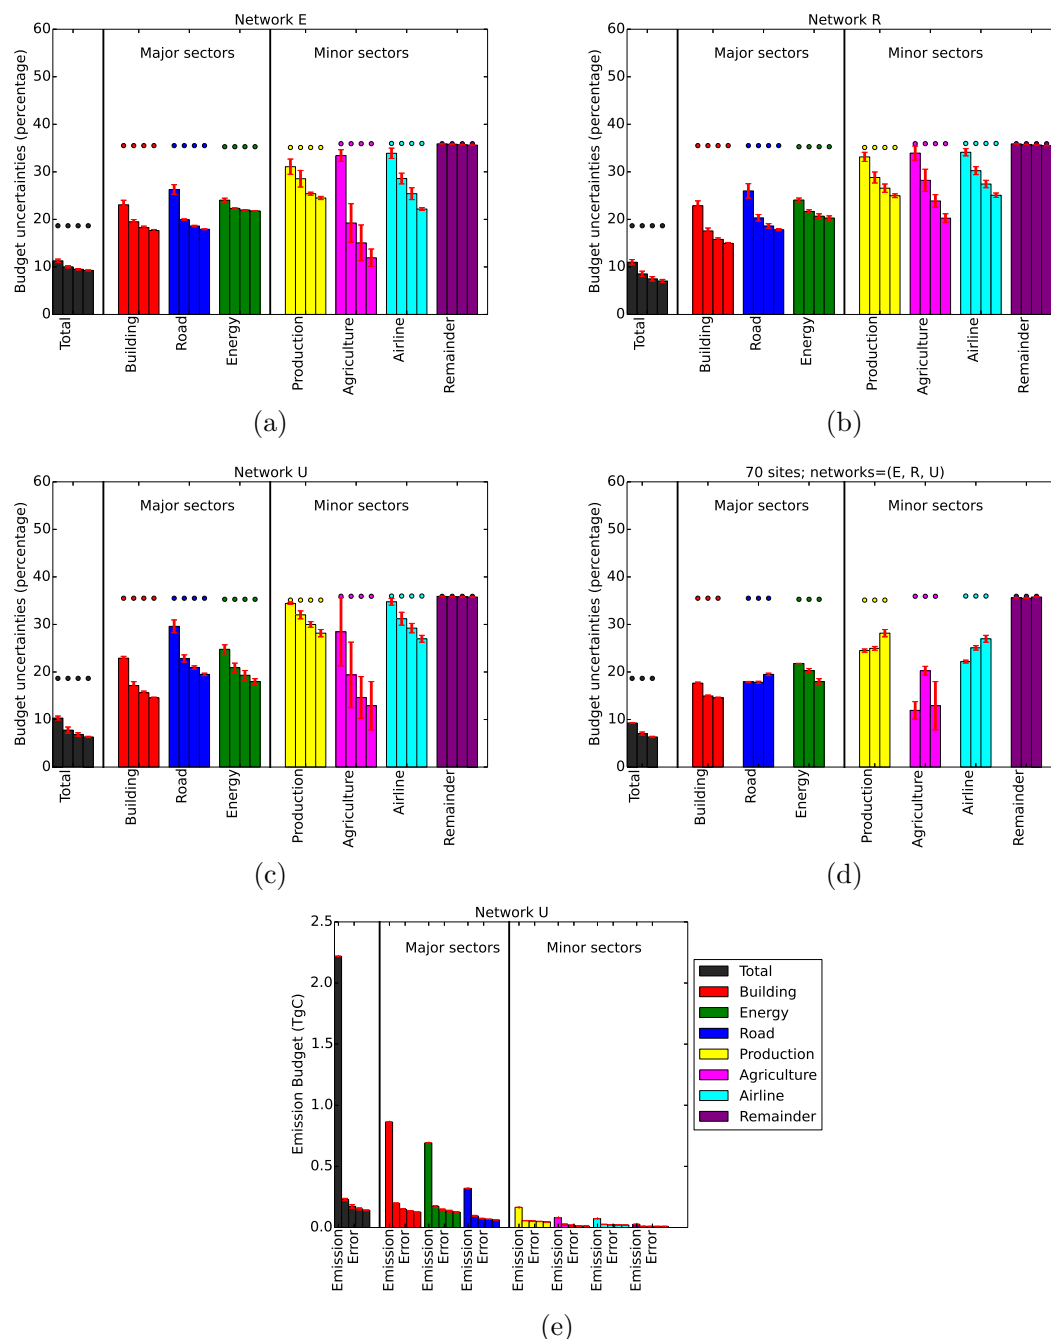 Network E
Budget uncertainties (percentage)
60
50
40
30
20
10
0
Major sectors
Minor sectors
Total
Building
Road
Energy
Production
Agriculture
Airline
Remainder
(a)
Network R
Budget uncertainties (percentage)
60
50
40
30
20
10
0
Major sectors
Minor sectors
Total
Building
Road
Energy
Production
Agriculture
Airline
Remainder
(b)
Network U
Budget uncertainties (percentage)
60
50
40
30
20
10
0
Major sectors
Minor sectors
Total
Building
Road
Energy
Production
Agriculture
Airline
Remainder
(c)
70 sites; networks=(E, R, U)
Budget uncertainties (percentage)
60
50
40
30
20
10
0
Major sectors
Minor sectors
Total
Building
Road
Energy
Production
Agriculture
Airline
Remainder
(d)
Network U
Emission Budget (TgC)
2.5
2.0
1.5
1.0
0.5
0.0
Major sectors
Minor sectors
Emission
Error
Emission
Error
Emission
Error
Emission
Error
Emission
Error
Emission
Error
Emission
Error
Emission
Error
Total
Building
Energy
Road
Production
Agriculture
Airline
Remainder
(e)